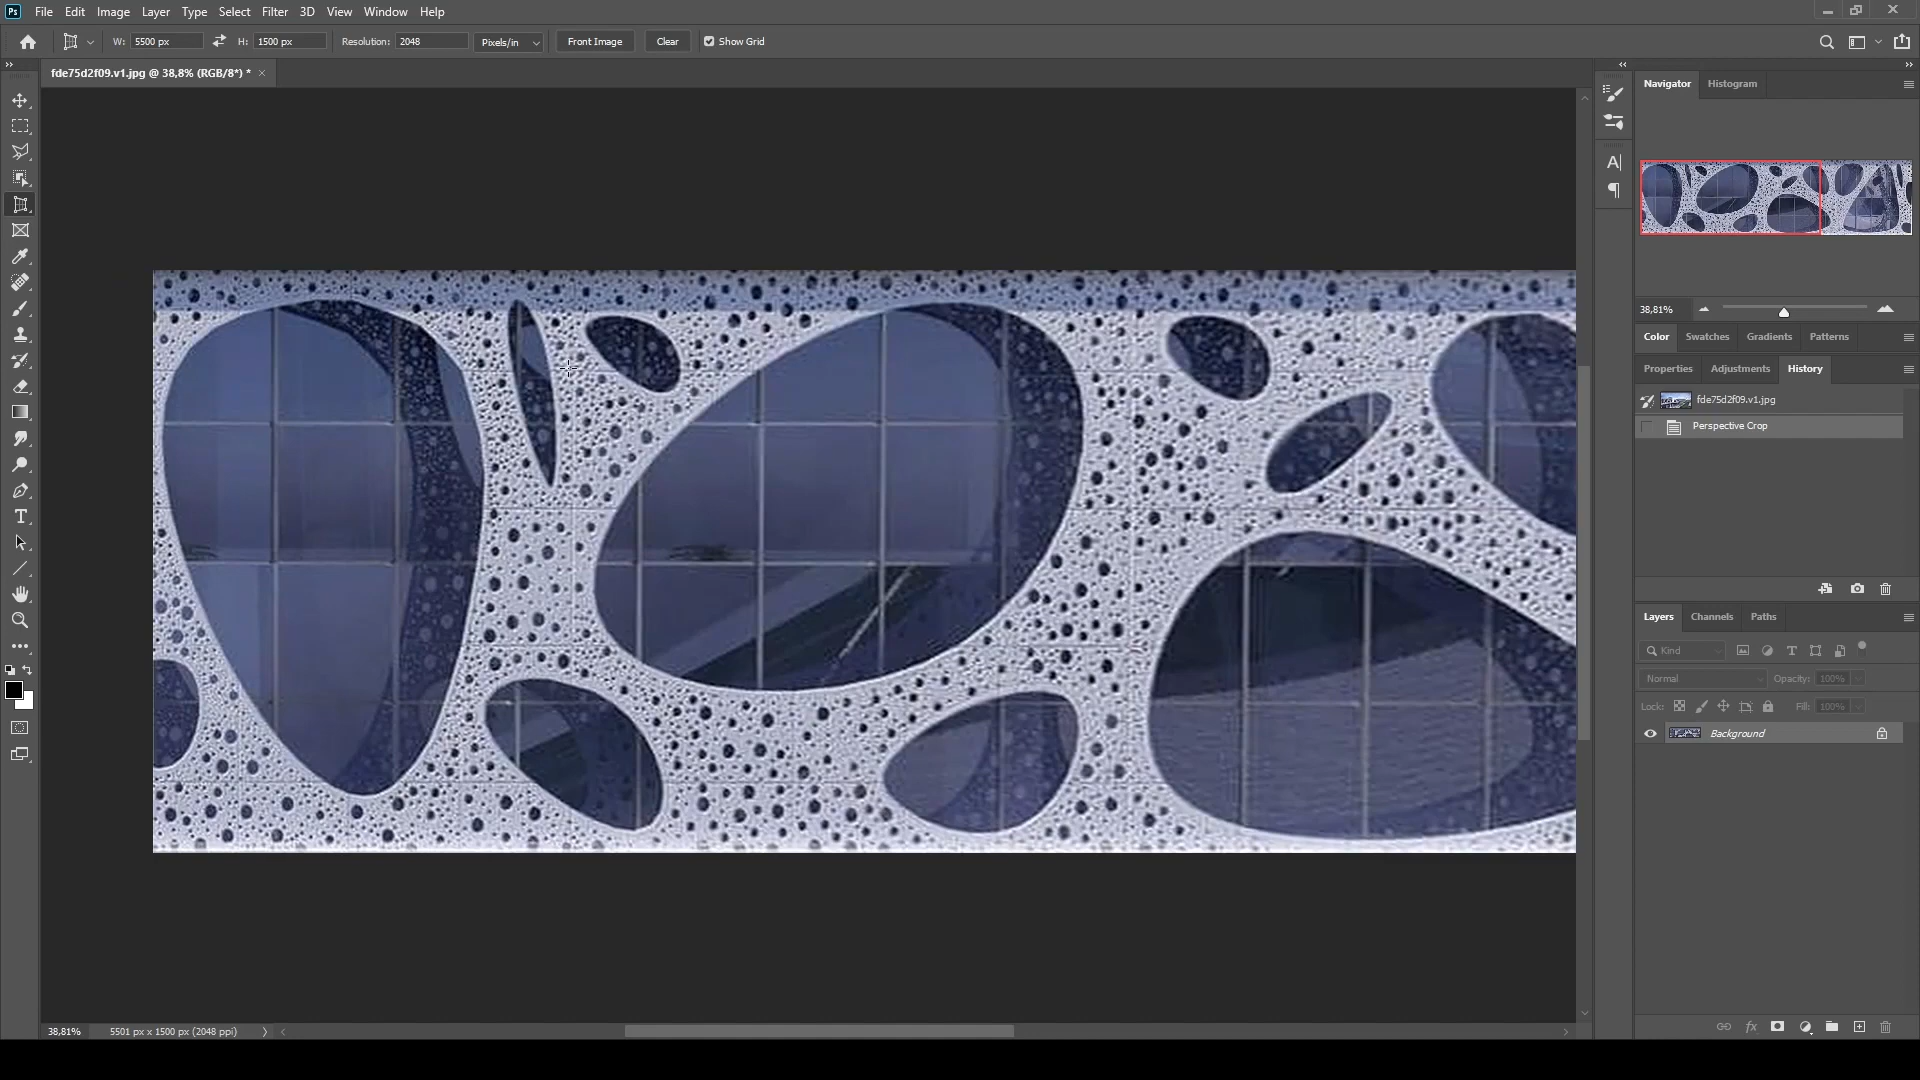 Ps File Edit Image Layer Type Select Filter 3D View Window Help
W: 5500 px H: 1500 px Resolution: 2048 Pixels/in Front Image Clear Show Grid
fde75d2f09.v1.jpg @ 38,8% (RGB/8*) * ×
Navigator Histogram
38,81%
Color Swatches Gradients Patterns
Properties Adjustments History
fde75d2f09.v1.jpg
Perspective Crop
Layers Channels Paths
Kind
Normal Opacity: 100%
Lock: Fill: 100%
Background
38,81% 5501 px x 1500 px (2048 ppi)